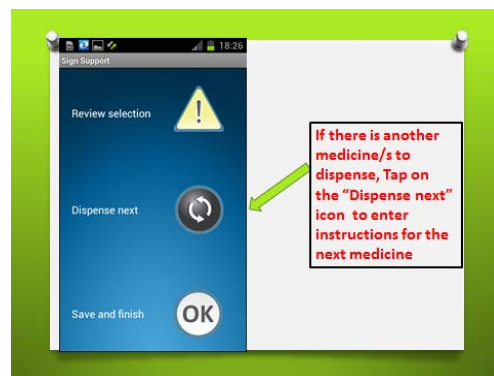 18:26
Sign Support
Review selection
If there is another
medicine/s to
dispense, Tap on
the “Dispense next”
icon to enter
instructions for the
next medicine
Dispense next
Save and finish
OK